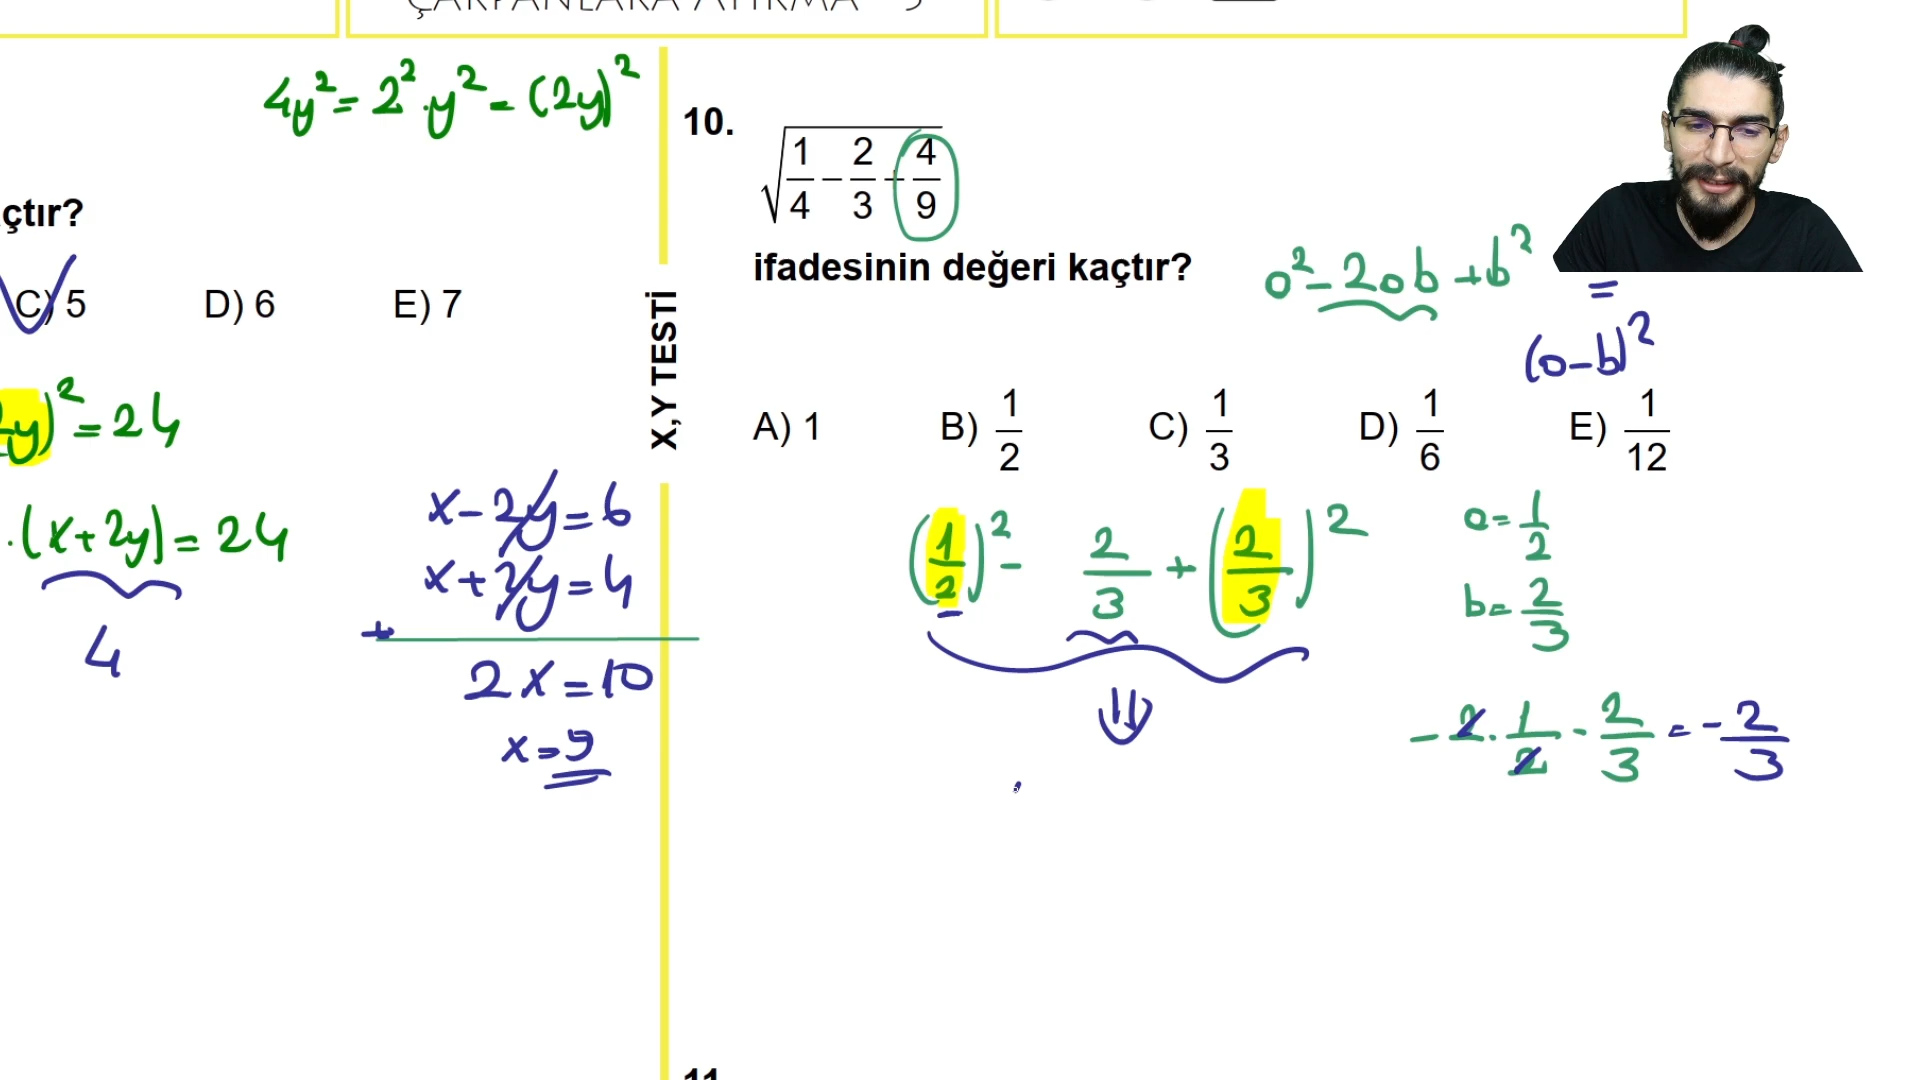 ÇARPANLARA AYIRMA - 5
4y² = 2² · y² - (2y)²
çtır?
C) 5 D) 6 E) 7
2y)² = 24
. (x + 2y) = 24
4
x - 2y = 6
x + 2y = 4
+
2x = 10
x = 5
X,Y TESTİ
10.
√ 1/4 - 2/3 + 4/9
ifadesinin değeri kaçtır?
a² - 2ab + b²
=
(a - b)²
A) 1 B) 1/2 C) 1/3 D) 1/6 E) 1/12
(1/2)² - 2/3 + (2/3)²
a = 1/2
b = 2/3
- 2 · 1/2 · 2/3 = - 2/3
11